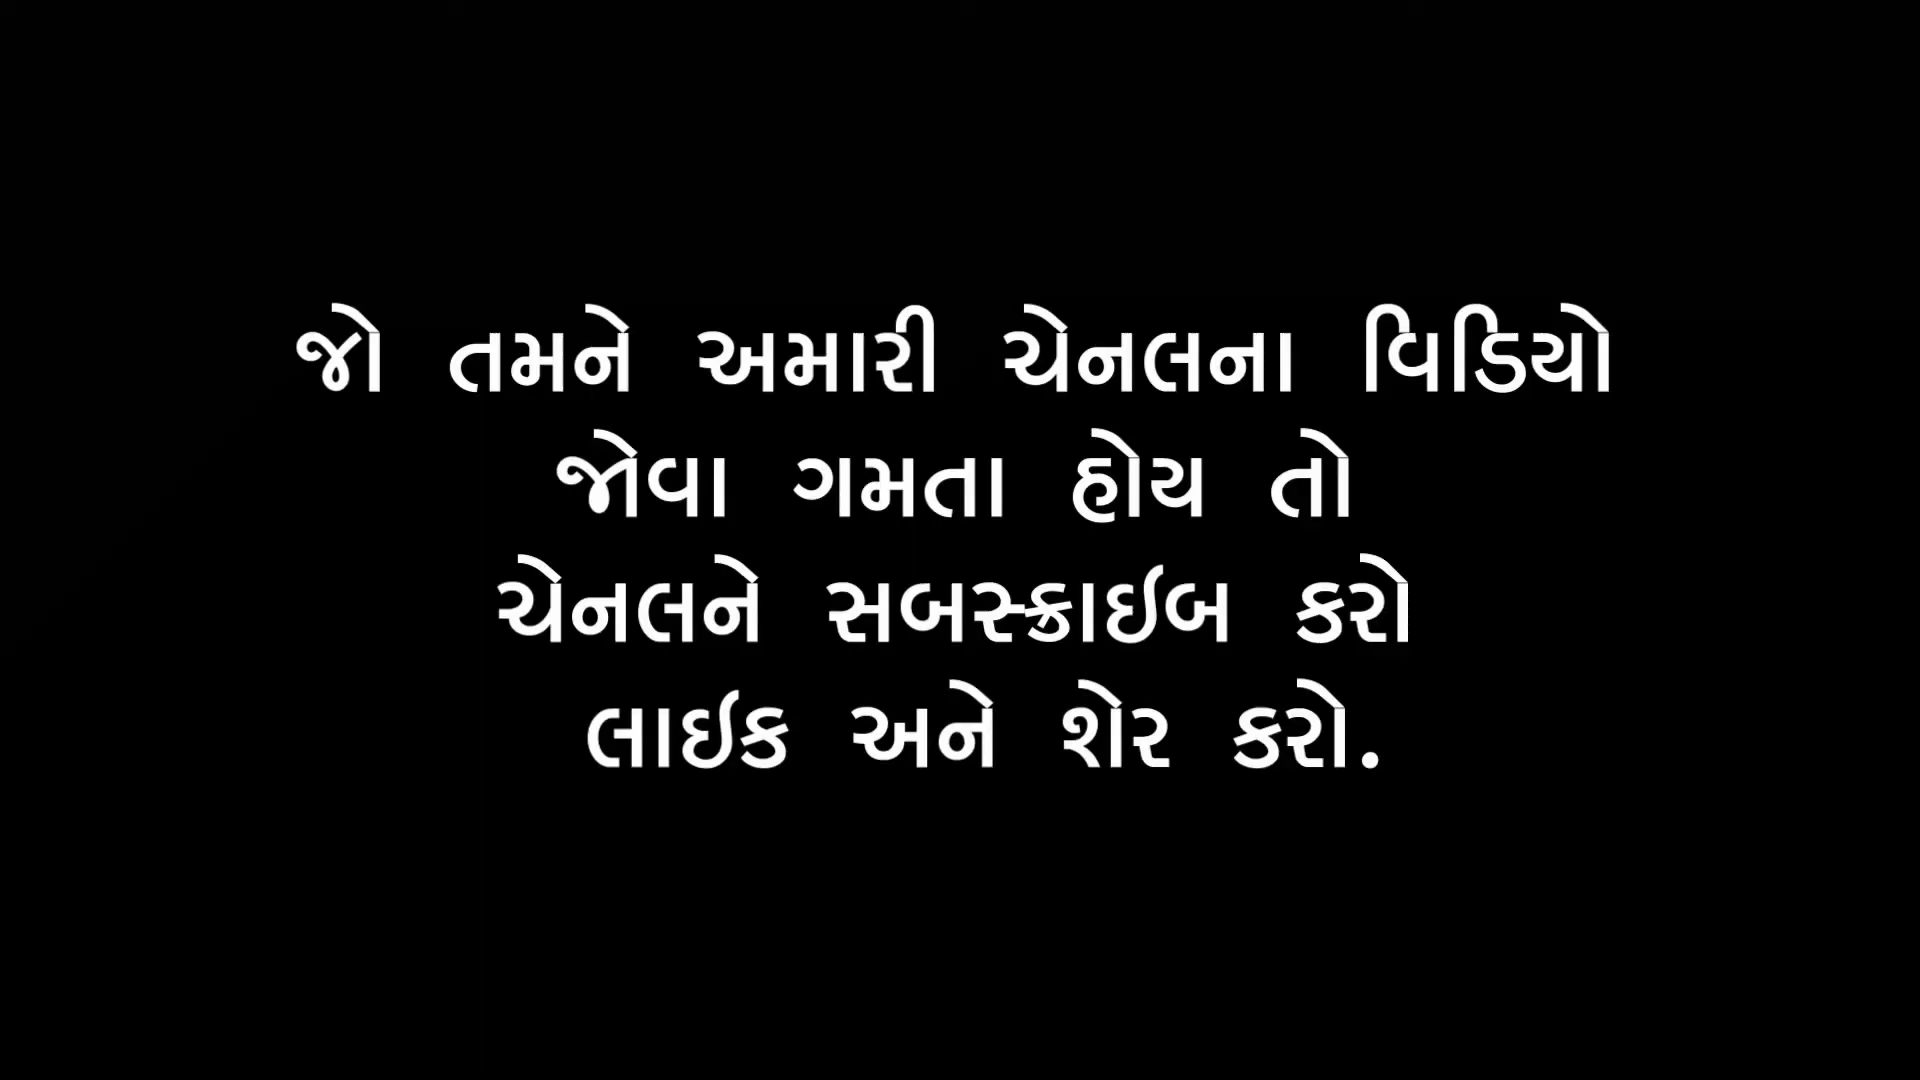 જો તમને અમારી ચેનલના વિડિયો
જોવા ગમતા હોય તો
ચેનલને સબસ્ક્રાઈબ કરો
લાઈક અને શેર કરો.